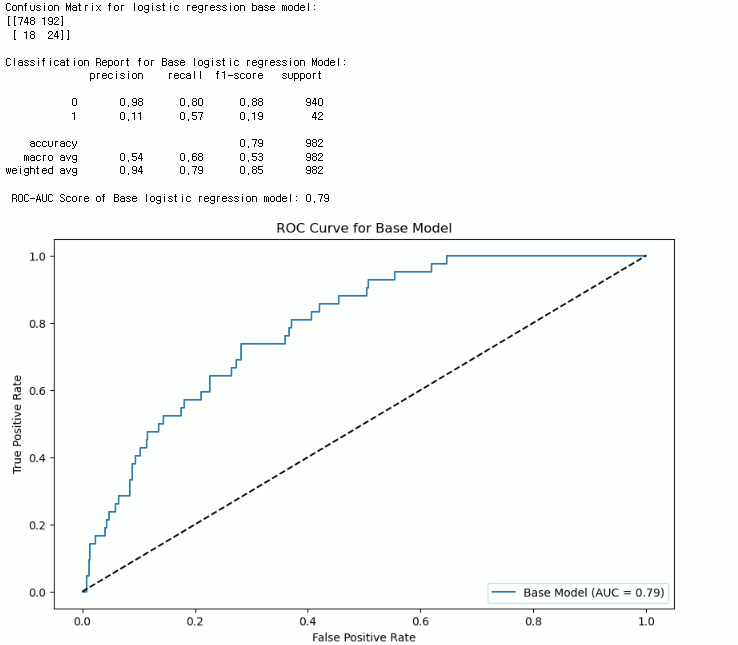 Confusion Matrix for logistic regression base model:
[[748 192]
[ 18 24]]
Classification Report for Base logistic regression Model:
precision recall f1-score support
0 0.98 0.80 0.88 940
1 0.11 0.57 0.19 42
accuracy 0.79 982
macro avg 0.54 0.68 0.53 982
weighted avg 0.94 0.79 0.85 982
ROC-AUC Score of Base logistic regression model: 0.79
ROC Curve for Base Model
1.0
0.8
0.6
0.4
0.2
0.0
True Positive Rate
Base Model (AUC = 0.79)
0.0 0.2 0.4 0.6 0.8 1.0
False Positive Rate